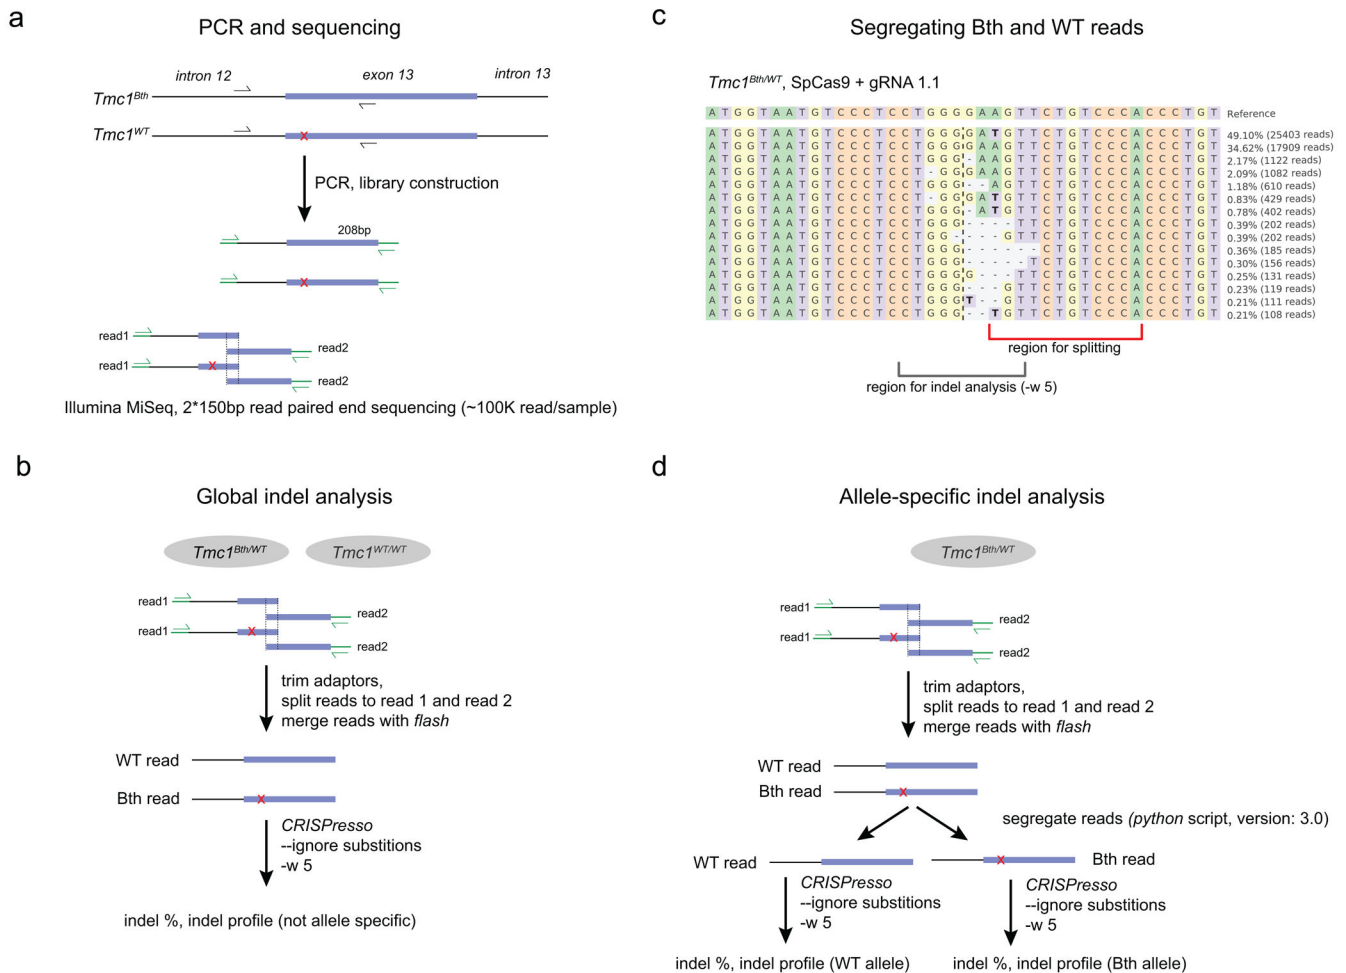 a
PCR and sequencing
intron 12
exon 13
intron 13
Tmc1Bth
Tmc1WT
X
PCR, library construction
208bp
X
read1
read2
read1
X
read2
Illumina MiSeq, 2*150bp read paired end sequencing (~100K read/sample)
b
Global indel analysis
Tmc1Bth/WT
Tmc1WT/WT
read1
read2
read1
X
read2
trim adaptors,
split reads to read 1 and read 2
merge reads with flash
WT read
Bth read
X
CRISPresso
--ignore substitions
-w 5
indel %, indel profile (not allele specific)
c
Segregating Bth and WT reads
Tmc1Bth/WT, SpCas9 + gRNA 1.1
A T G G T A A T G T C C C T C C T G G G G A A G T T C T G T C C C A C C C T G T Reference
A T G G T A A T G T C C C T C C T G G G G A T G T T C T G T C C C A C C C T G T 49.10% (25403 reads)
A T G G T A A T G T C C C T C C T G G G G A A G T T C T G T C C C A C C C T G T 34.62% (17909 reads)
A T G G T A A T G T C C C T C C T G G G - A A G T T C T G T C C C A C C C T G T 2.17% (1122 reads)
A T G G T A A T G T C C C T C C T - G G G A A G T T C T G T C C C A C C C T G T 2.09% (1082 reads)
A T G G T A A T G T C C C T C C T G G G - - A G T T C T G T C C C A C C C T G T 1.18% (610 reads)
A T G G T A A T G T C C C T C C T - G G G A T G T T C T G T C C C A C C C T G T 0.83% (429 reads)
A T G G T A A T G T C C C T C C T G G G - A T G T T C T G T C C C A C C C T G T 0.78% (402 reads)
A T G G T A A T G T C C C T C C T G G G - - - - T T C T G T C C C A C C C T G T 0.39% (202 reads)
A T G G T A A T G T C C C T C C T G G - - - - G T T C T G T C C C A C C C T G T 0.39% (202 reads)
A T G G T A A T G T C C C T C C T G G G - - - - - - C T G T C C C A C C C T G T 0.36% (185 reads)
A T G G T A A T G T C C C T C C T G G G - - - - - T C T G T C C C A C C C T G T 0.30% (156 reads)
A T G G T A A T G T C C C T C C T G G G G - - - T T C T G T C C C A C C C T G T 0.25% (131 reads)
A T G G T A A T G T C C C T C C T G G G - - - G T T C T G T C C C A C C C T G T 0.23% (119 reads)
A T G G T A A T G T C C C T C C T G G G T - - G T T C T G T C C C A C C C T G T 0.21% (111 reads)
A T G G T A A T G T C C C T C C T G G G - - T G T T C T G T C C C A C C C T G T 0.21% (108 reads)
region for splitting
region for indel analysis (-w 5)
d
Allele-specific indel analysis
Tmc1Bth/WT
read1
read2
read1
X
read2
trim adaptors,
split reads to read 1 and read 2
merge reads with flash
WT read
Bth read
X
segregate reads (python script, version: 3.0)
WT read
X
Bth read
CRISPresso
--ignore substitions
-w 5
CRISPresso
--ignore substitions
-w 5
indel %, indel profile (WT allele)
indel %, indel profile (Bth allele)